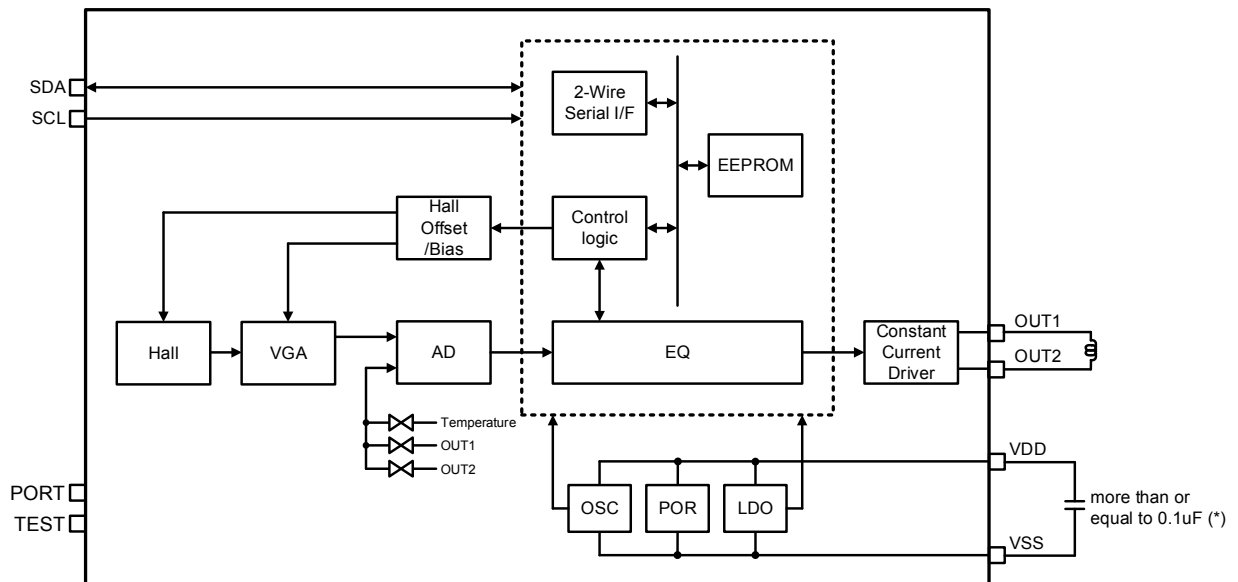 SDA
SCL
2-Wire
Serial I/F
EEPROM
Hall
Offset
/Bias
Control
logic
Hall
VGA
AD
EQ
Constant
Current
Driver
OUT1
OUT2
Temperature
OUT1
OUT2
PORT
TEST
OSC
POR
LDO
VDD
VSS
more than or
equal to 0.1uF (*)